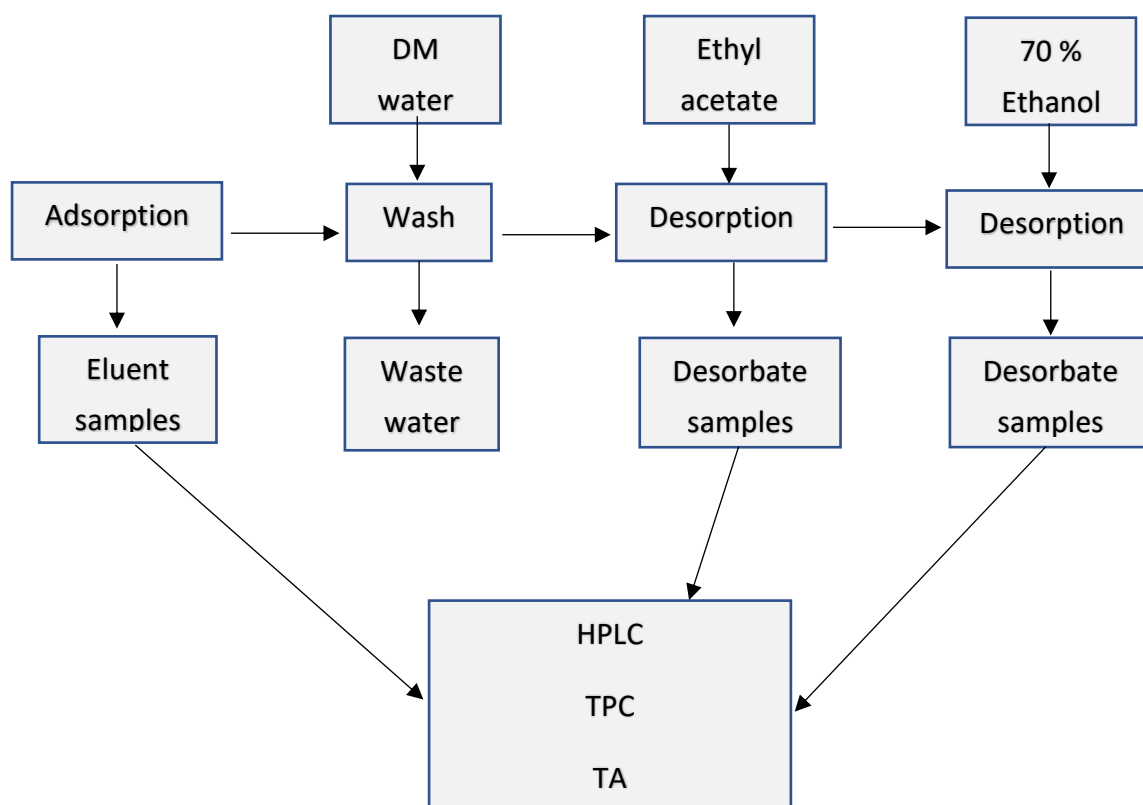 DM
water
Ethyl
acetate
70 %
Ethanol
Adsorption
Wash
Desorption
Desorption
Eluent
samples
Waste
water
Desorbate
samples
Desorbate
samples
HPLC
TPC
TA